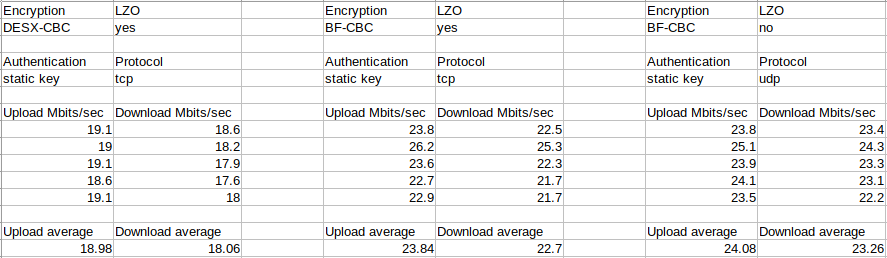 Encryption LZO Encryption LZO Encryption LZO
DESX-CBC yes BF-CBC yes BF-CBC no
Authentication Protocol Authentication Protocol Authentication Protocol
static key tcp static key tcp static key udp
Upload Mbits/sec Download Mbits/sec Upload Mbits/sec Download Mbits/sec Upload Mbits/sec Download Mbits/sec
19.1 18.6 23.8 22.5 23.8 23.4
19 18.2 26.2 25.3 25.1 24.3
19.1 17.9 23.6 22.3 23.9 23.3
18.6 17.6 22.7 21.7 24.1 23.1
19.1 18 22.9 21.7 23.5 22.2
Upload average Download average Upload average Download average Upload average Download average
18.98 18.06 23.84 22.7 24.08 23.26